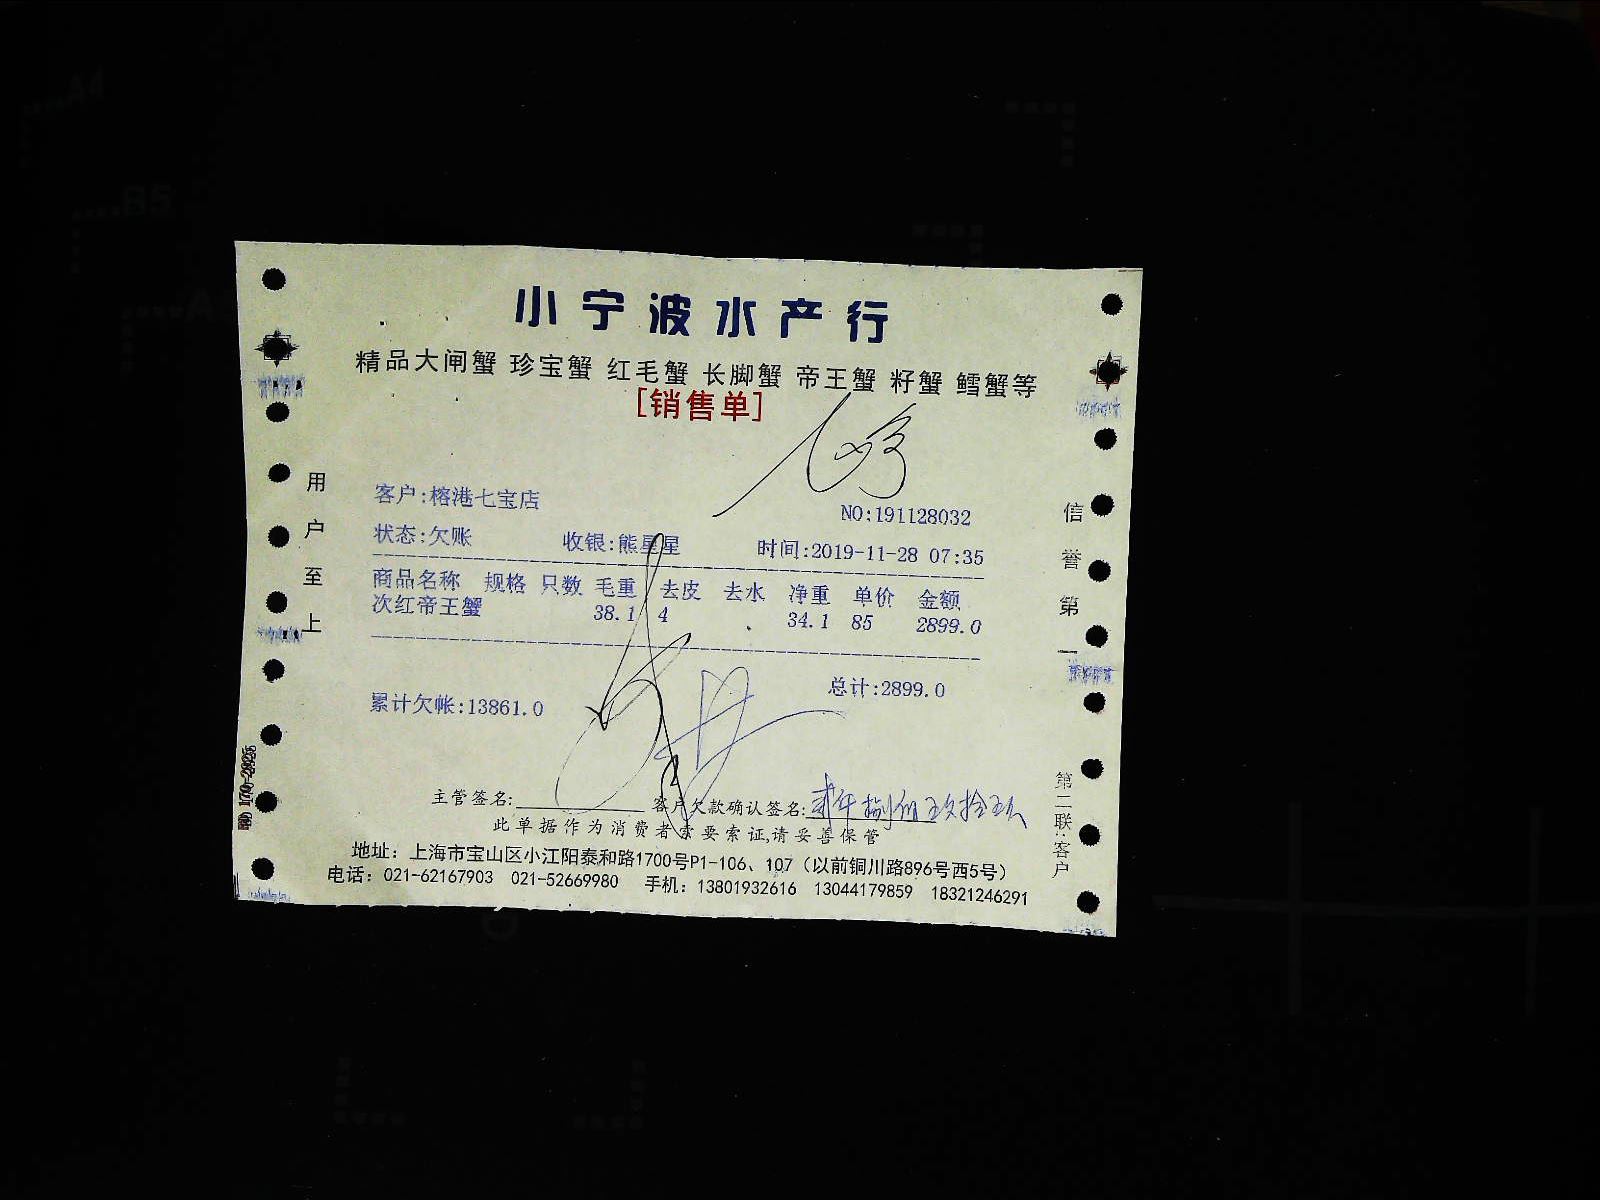 小宁波水产行
精品大闸蟹 珍宝蟹 红毛蟹 长脚蟹 帝王蟹 籽蟹 鳕蟹等
[销售单]
客户:榕港七宝店
NO:191128032
状态:欠账 收银:熊星星 时间:2019-11-28 07:35
商品名称 规格 只数 毛重 去皮 去水 净重 单价 金额
次红帝王蟹 38.1 4 34.1 85 2899.0
总计:2899.0
累计欠帐:13861.0
主管签名: 客户欠款确认签名:
此单据作为消费者索要索证,请妥善保管
地址：上海市宝山区小江阳泰和路1700号P1-106、107（以前铜川路896号西5号）
电话：021-62167903 021-52669980 手机：13801932616 13044179859 18321246291
用户至上
信誉第一
第二联:客户